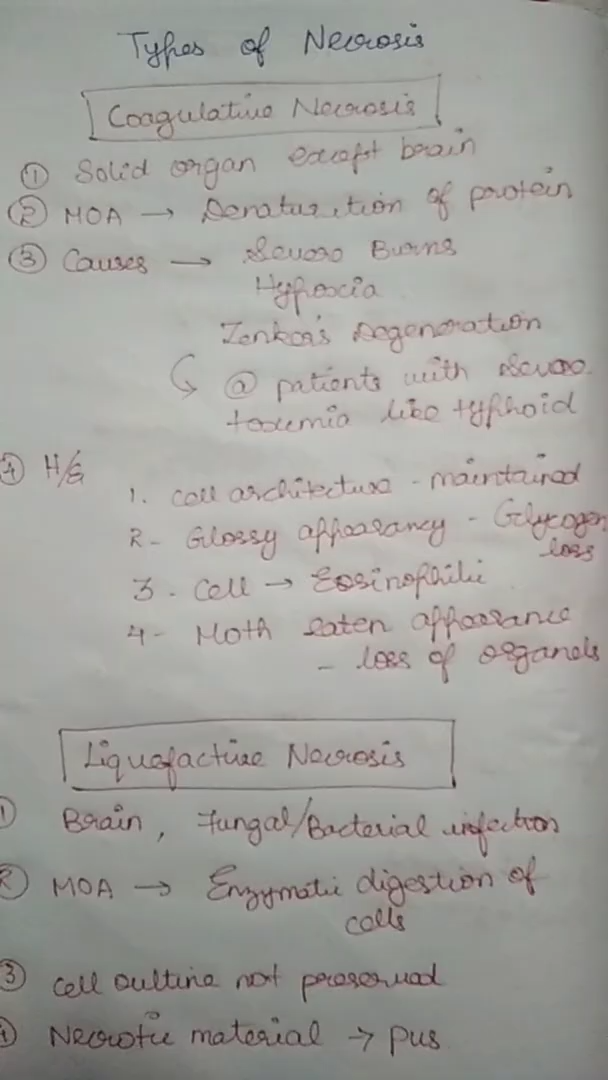 Types of Necrosis
Coagulative Necrosis
① Solid organ except brain
② MOA → Denaturation of protein
③ Causes → Severe Burns
Hypoxia
Zenker's Degeneration
↳ @ patients with severe
toxemia like typhoid
④ H/E
1. cell architecture - maintained
2 - Glossy appearancy - Glycogen
loss
3. cell → Eosinophilic
4 - Moth eaten appearance
- loss of organels
Liquefactive Necrosis
① Brain, Fungal/Bacterial infection
② MOA → Enzymatic digestion of
cells
③ cell outline not preserved
④ Necrotic material → pus